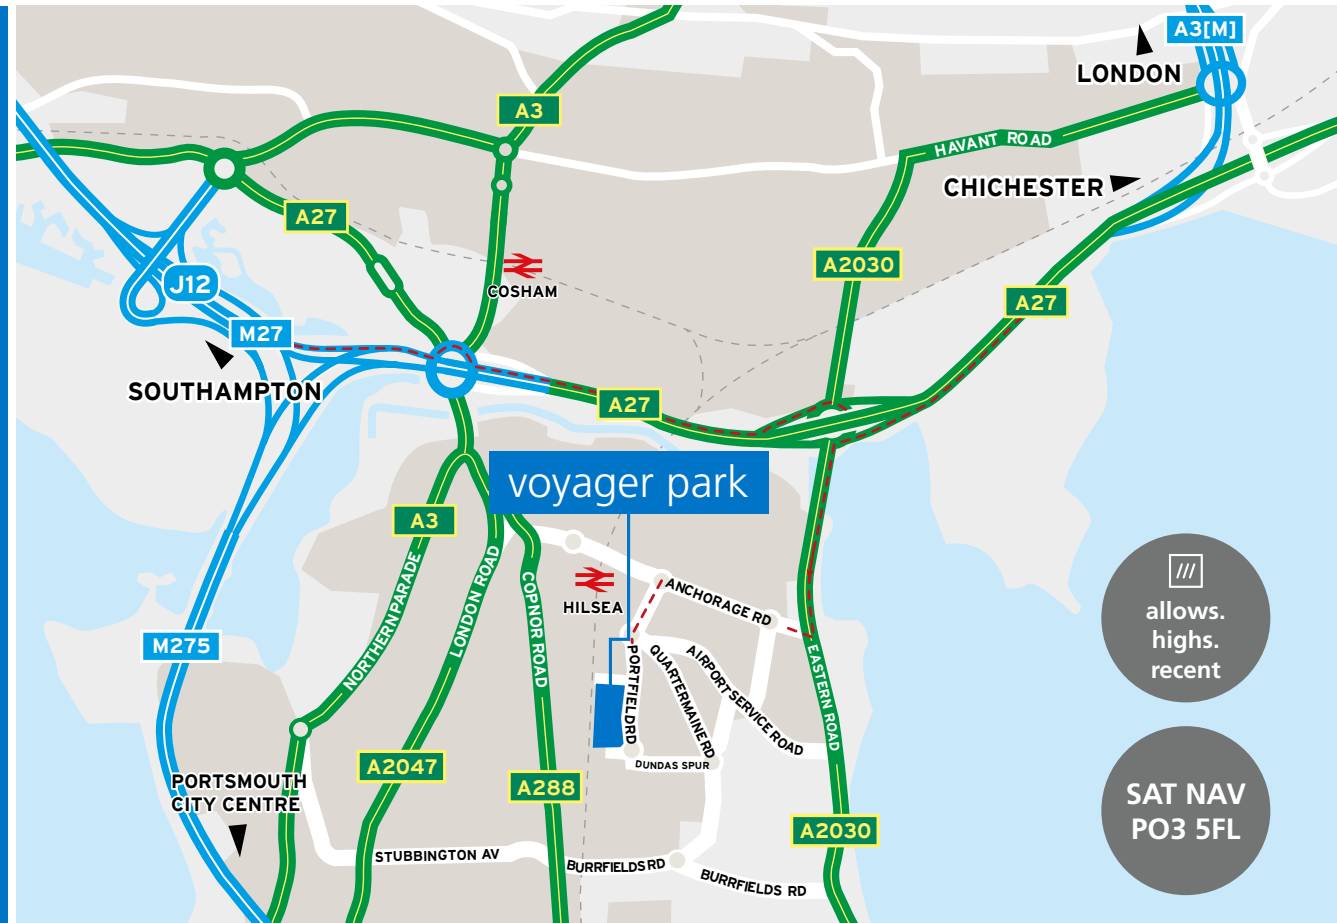 A3[M]
LONDON
A3
HAVANT ROAD
CHICHESTER
A27
A2030
COSHAM
J12
A27
M27
SOUTHAMPTON
A27
voyager park
A3
HILSEA
ANCHORAGE RD
allows.
highs.
recent
M275
NORTHERN PARADE
LONDON ROAD
COPNOR ROAD
PORTFIELD RD
QUARTERMAINE RD
AIRPORT SERVICE ROAD
EASTERN ROAD
A2047
DUNDAS SPUR
PORTSMOUTH
CITY CENTRE
A288
SAT NAV
PO3 5FL
A2030
STUBBINGTON AV
BURRFIELDS RD
BURRFIELDS RD